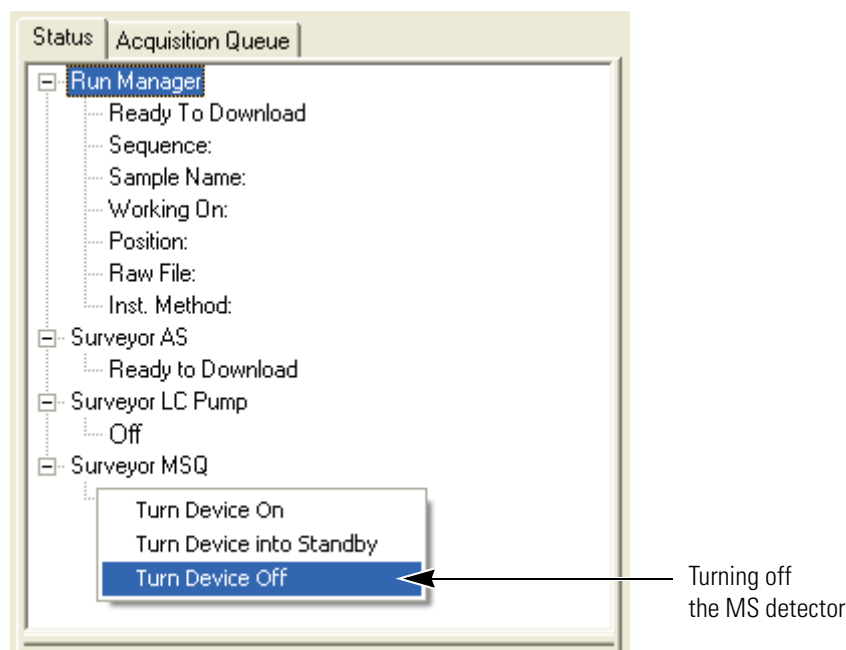 Status
Acquisition Queue
Run Manager
Ready To Download
Sequence:
Sample Name:
Working On:
Position:
Raw File:
Inst. Method:
Surveyor AS
Ready to Download
Surveyor LC Pump
Off
Surveyor MSQ
Turn Device On
Turn Device into Standby
Turn Device Off
Turning off
the MS detector